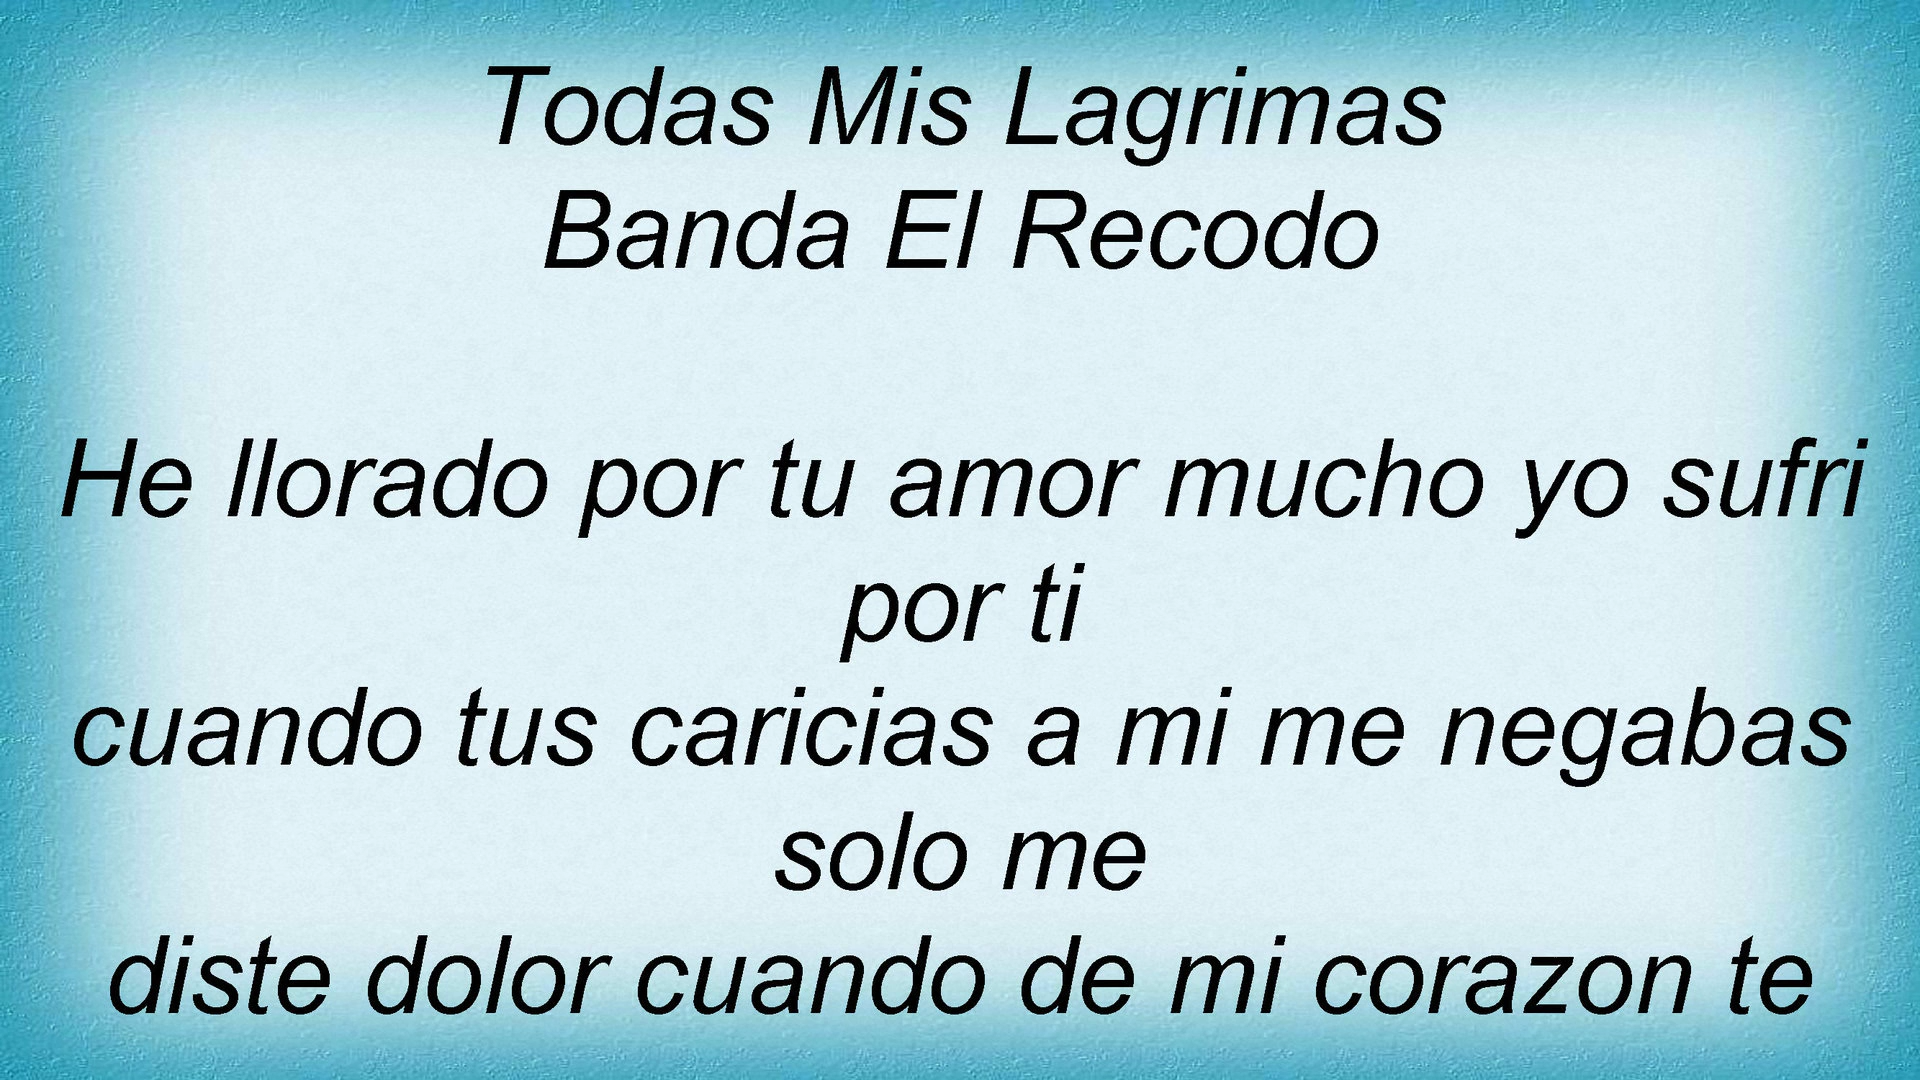 Todas Mis Lagrimas
Banda El Recodo
He llorado por tu amor mucho yo sufri
por ti
cuando tus caricias a mi me negabas
solo me
diste dolor cuando de mi corazon te